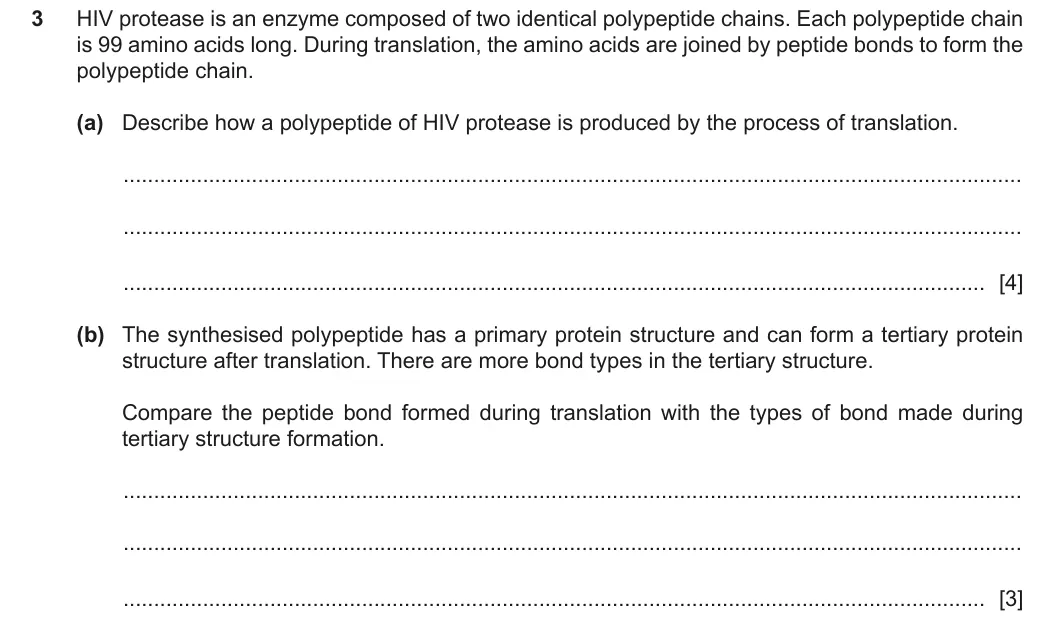 3 HIV protease is an enzyme composed of two identical polypeptide chains. Each polypeptide chain
is 99 amino acids long. During translation, the amino acids are joined by peptide bonds to form the
polypeptide chain.
(a) Describe how a polypeptide of HIV protease is produced by the process of translation.
..........................................................................................................................................
..........................................................................................................................................
.................................................................................................................................... [4]
(b) The synthesised polypeptide has a primary protein structure and can form a tertiary protein
structure after translation. There are more bond types in the tertiary structure.
Compare the peptide bond formed during translation with the types of bond made during
tertiary structure formation.
..........................................................................................................................................
..........................................................................................................................................
.................................................................................................................................... [3]